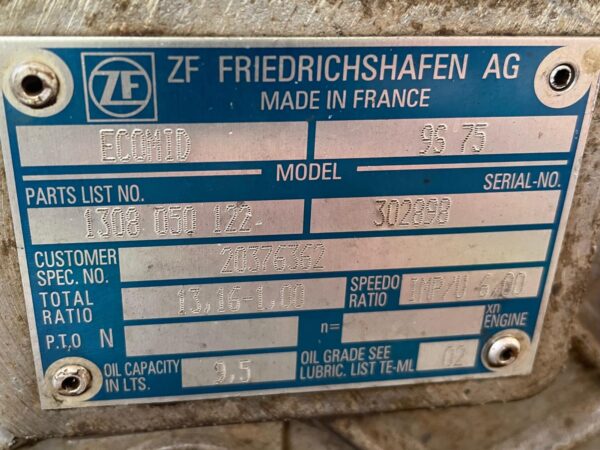 ZF ZF FRIEDRICHSHAFEN AG
MADE IN FRANCE
ECOMID 9S 75
MODEL
PARTS LIST NO. SERIAL-NO.
1308 050 122 302898
CUSTOMER SPEC. NO. 20376362
TOTAL RATIO 13,16-1,00 SPEEDO RATIO IMP/U 6,00
P.T,O N n= xn ENGINE
OIL CAPACITY IN LTS. 9,5 OIL GRADE SEE LUBRIC. LIST TE-ML 02